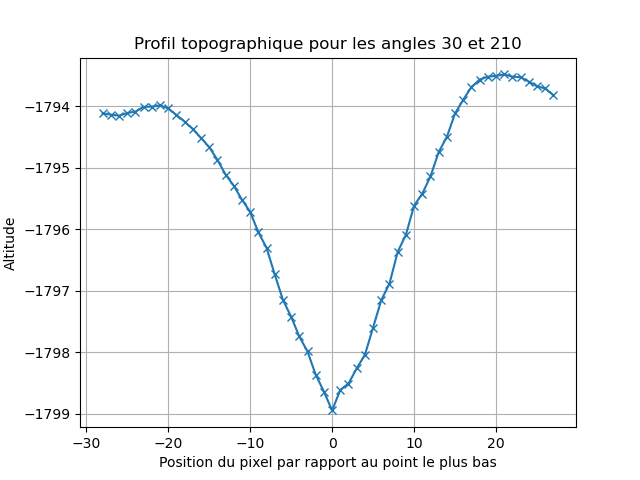 Profil topographique pour les angles 30 et 210
Altitude
−1794
−1795
−1796
−1797
−1798
−1799
−30 −20 −10 0 10 20
Position du pixel par rapport au point le plus bas